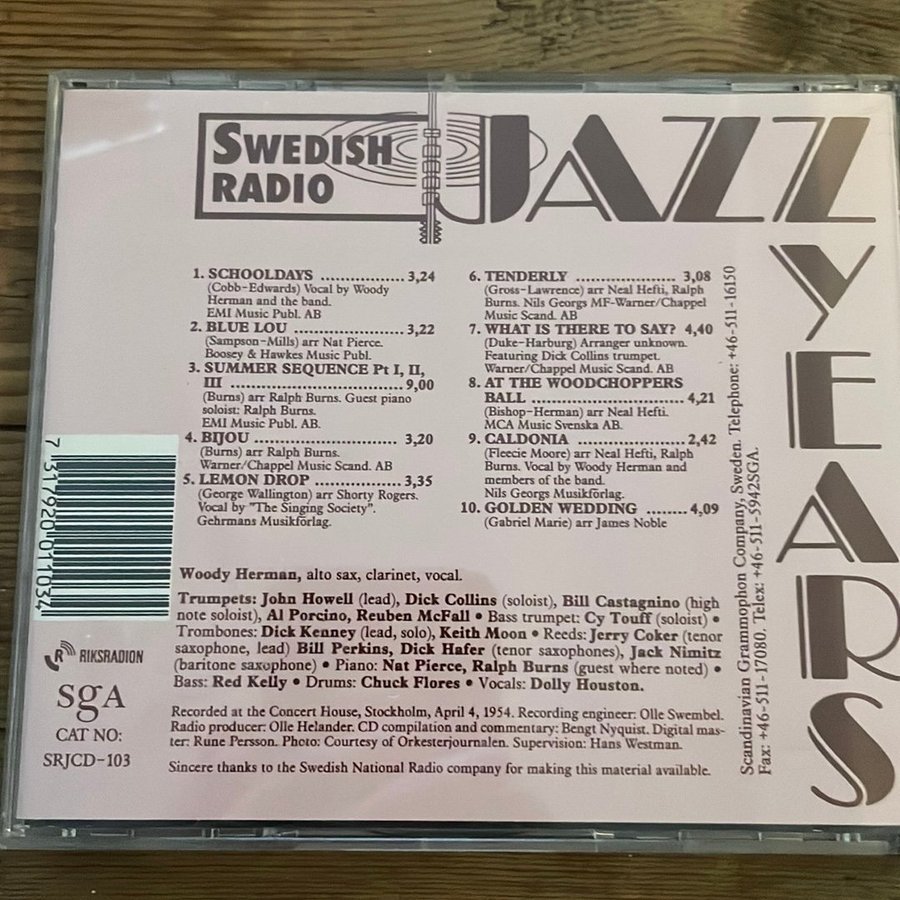 SWEDISH
RADIO
JAZZ
YEARS
1. SCHOOLDAYS .................... 3,24
(Cobb-Edwards) Vocal by Woody
Herman and the band.
EMI Music Publ. AB
2. BLUE LOU ......................... 3,22
(Sampson-Mills) arr Nat Pierce.
Boosey & Hawkes Music Publ.
3. SUMMER SEQUENCE Pt I, II,
III ...................................... 9,00
(Burns) arr Ralph Burns. Guest piano
soloist: Ralph Burns.
EMI Music Publ. AB.
4. BIJOU ................................. 3,20
(Burns) arr Ralph Burns.
Warner/Chappel Music Scand. AB
5. LEMON DROP ..................... 3,35
(George Wallington) arr Shorty Rogers.
Vocal by "The Singing Society".
Gehrmans Musikförlag.
6. TENDERLY ...................... 3,08
(Gross-Lawrence) arr Neal Hefti, Ralph
Burns. Nils Georgs MF-Warner/Chappel
Music Scand. AB
7. WHAT IS THERE TO SAY? 4,40
(Duke-Harburg) Arranger unknown.
Featuring Dick Collins trumpet.
Warner/Chappel Music Scand. AB
8. AT THE WOODCHOPPERS
BALL ................................. 4,21
(Bishop-Herman) arr Neal Hefti.
MCA Music Svenska AB.
9. CALDONIA ........................ 2,42
(Fleecie Moore) arr Neal Hefti, Ralph
Burns. Vocal by Woody Herman and
members of the band.
Nils Georgs Musikförlag.
10. GOLDEN WEDDING ........ 4,09
(Gabriel Marie) arr James Noble
Scandinavian Grammophon Company, Sweden. Telephone: +46-511-16150
Fax: +46-511-17080. Telex: +46-511-5942SGA.
7 317920 011034
Woody Herman, alto sax, clarinet, vocal.
Trumpets: John Howell (lead), Dick Collins (soloist), Bill Castagnino (high
note soloist), Al Porcino, Reuben McFall • Bass trumpet: Cy Touff (soloist) •
Trombones: Dick Kenney (lead, solo), Keith Moon • Reeds: Jerry Coker (tenor
saxophone, lead) Bill Perkins, Dick Hafer (tenor saxophones), Jack Nimitz
(baritone saxophone) • Piano: Nat Pierce, Ralph Burns (guest where noted) •
Bass: Red Kelly • Drums: Chuck Flores • Vocals: Dolly Houston.
R RIKSRADION
sgA
CAT NO:
SRJCD-103
Recorded at the Concert House, Stockholm, April 4, 1954. Recording engineer: Olle Swembel.
Radio producer: Olle Helander. CD compilation and commentary: Bengt Nyquist. Digital mas-
ter: Rune Persson. Photo: Courtesy of Orkesterjournalen. Supervision: Hans Westman.
Sincere thanks to the Swedish National Radio company for making this material available.